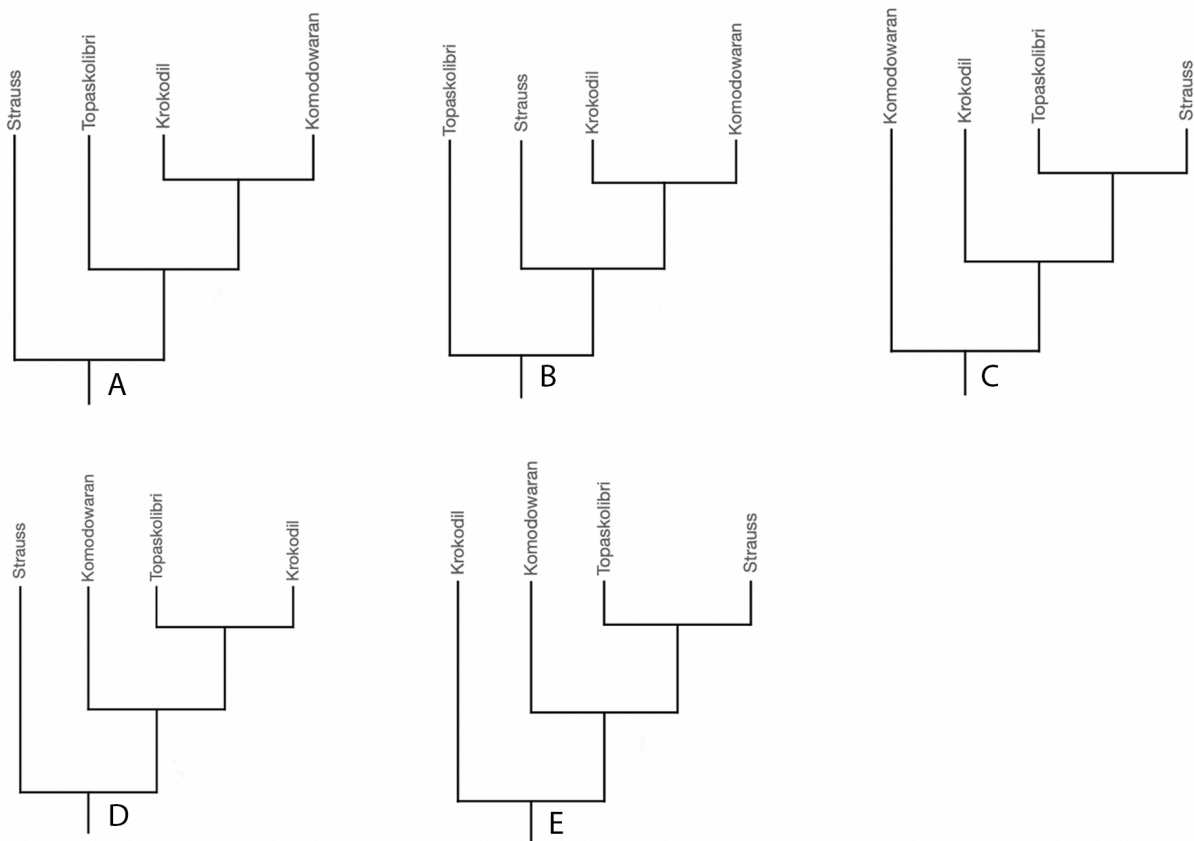 Strauss
Topaskolibri
Krokodil
Komodowaran
A
Topaskolibri
Strauss
Krokodil
Komodowaran
B
Komodowaran
Krokodil
Topaskolibri
Strauss
C
Strauss
Komodowaran
Topaskolibri
Krokodil
D
Krokodil
Komodowaran
Topaskolibri
Strauss
E